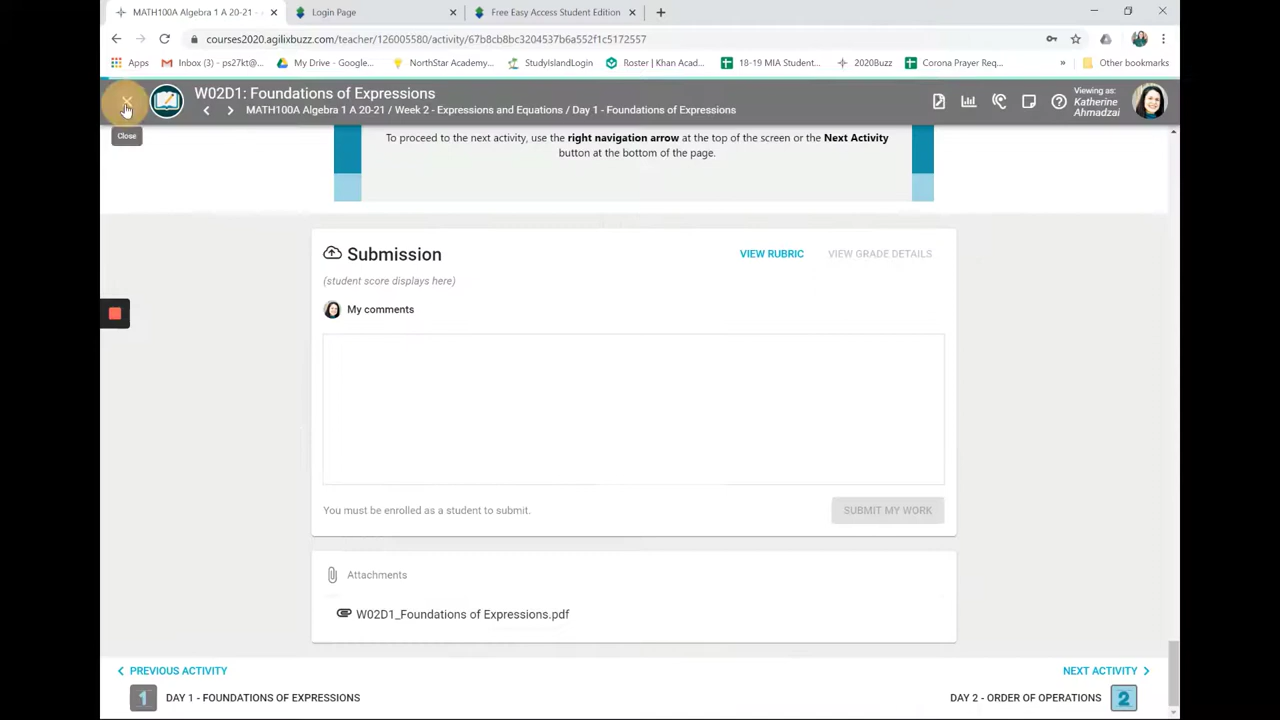 MATH100A Algebra 1 A 20-21 -
Login Page
Free Easy Access Student Edition
courses2020.agilixbuzz.com/teacher/126005580/activity/67b8cb8bc3204537b6a552f1c5172557
Apps
Inbox (3) - ps27kt@g...
My Drive - Google...
NorthStar Academy...
StudyIslandLogin
Roster | Khan Acad...
18-19 MIA Student...
2020Buzz
Corona Prayer Req...
Other bookmarks
W02D1: Foundations of Expressions
MATH100A Algebra 1 A 20-21 / Week 2 - Expressions and Equations / Day 1 - Foundations of Expressions
Viewing as:
Katherine
Ahmadzai
Close
To proceed to the next activity, use the right navigation arrow at the top of the screen or the Next Activity
button at the bottom of the page.
Submission
VIEW RUBRIC
VIEW GRADE DETAILS
(student score displays here)
My comments
You must be enrolled as a student to submit.
SUBMIT MY WORK
Attachments
W02D1_Foundations of Expressions.pdf
PREVIOUS ACTIVITY
NEXT ACTIVITY
1
DAY 1 - FOUNDATIONS OF EXPRESSIONS
DAY 2 - ORDER OF OPERATIONS
2